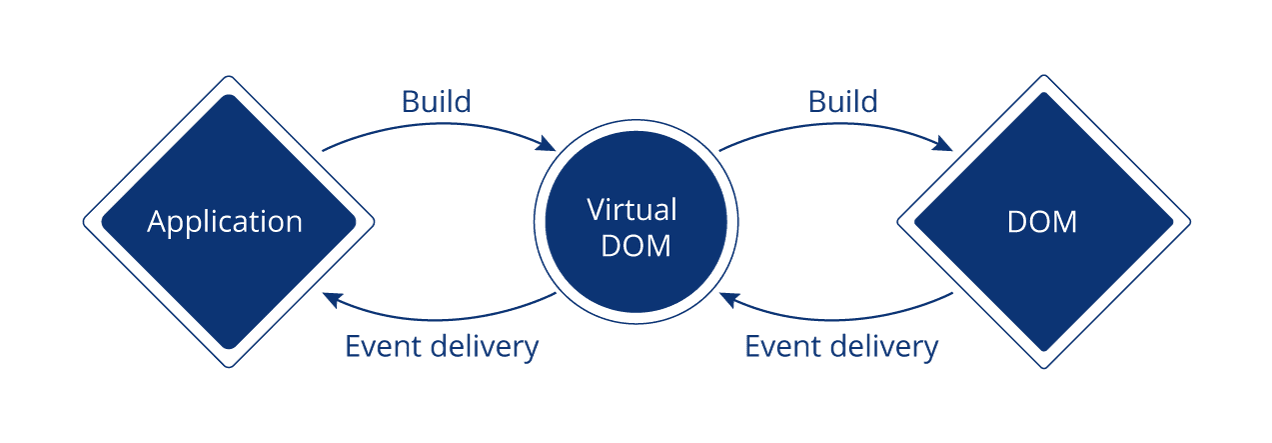 Build
Build
Application
Virtual
DOM
DOM
Event delivery
Event delivery